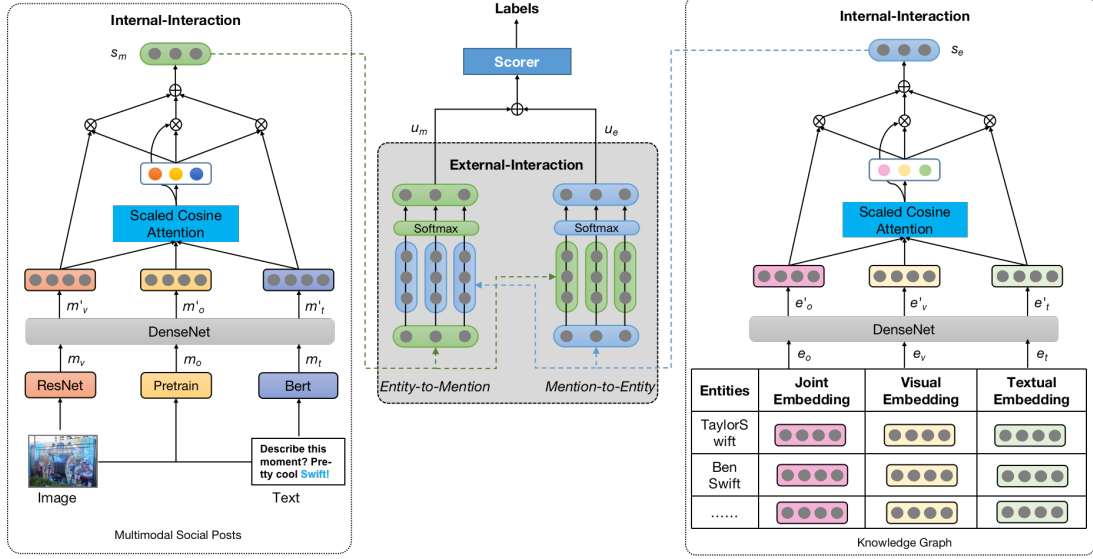 Internal-Interaction
s_m
Scaled Cosine
Attention
m'_v
m'_o
m'_t
DenseNet
m_v
m_o
m_t
ResNet
Pretrain
Bert
Describe this
moment? Pre-
tty cool Swift!
Image
Text
Multimodal Social Posts
Labels
Scorer
u_m
u_e
External-Interaction
Softmax
Softmax
Entity-to-Mention
Mention-to-Entity
Internal-Interaction
s_e
Scaled Cosine
Attention
e'_o
e'_v
e'_t
DenseNet
e_o
e_v
e_t
Entities
Joint
Embedding
Visual
Embedding
Textual
Embedding
TaylorS
wift
Ben
Swift
……
Knowledge Graph